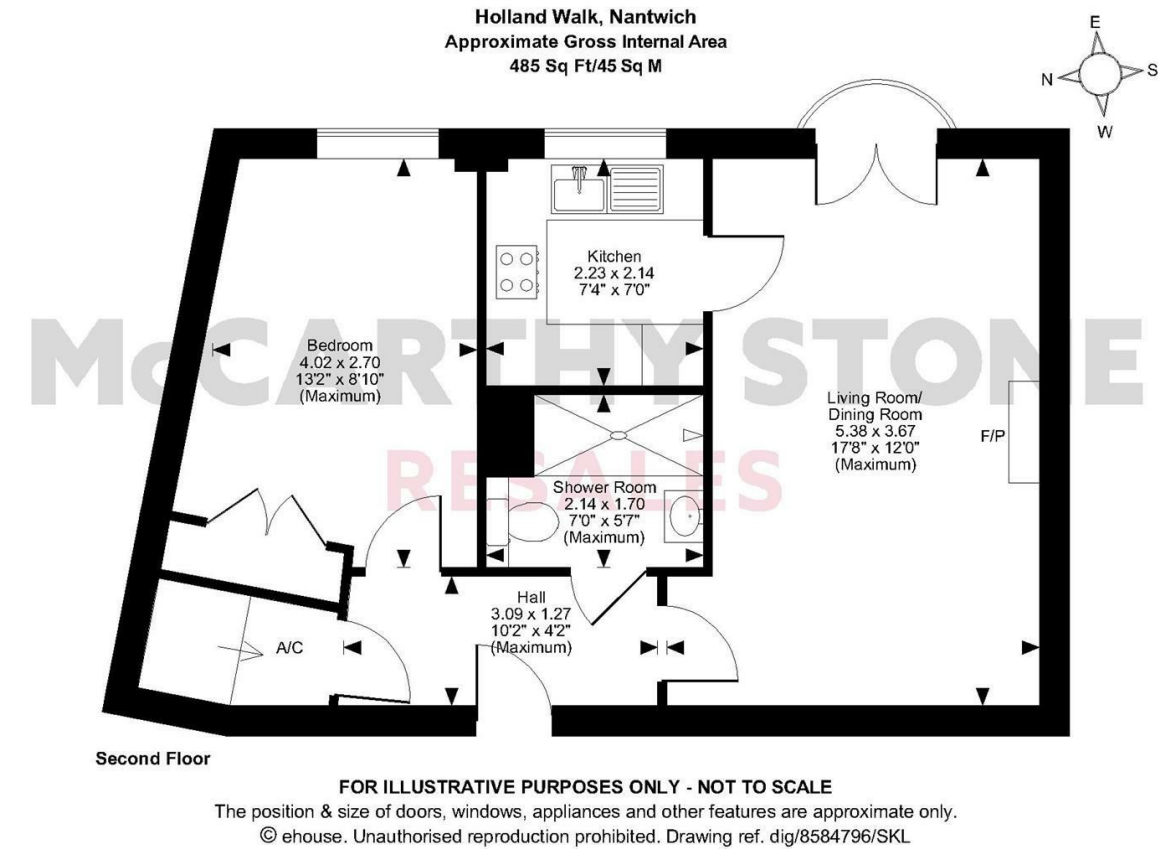 Holland Walk, Nantwich
Approximate Gross Internal Area
485 Sq Ft/45 Sq M
E
N
S
W
Kitchen
2.23 x 2.14
7'4" x 7'0"
McCARTHY STONE
RESALES
Bedroom
4.02 x 2.70
13'2" x 8'10"
(Maximum)
Living Room/
Dining Room
5.38 x 3.67
17'8" x 12'0"
(Maximum)
F/P
Shower Room
2.14 x 1.70
7'0" x 5'7"
(Maximum)
Hall
3.09 x 1.27
10'2" x 4'2"
(Maximum)
A/C
Second Floor
FOR ILLUSTRATIVE PURPOSES ONLY - NOT TO SCALE
The position & size of doors, windows, appliances and other features are approximate only.
© ehouse. Unauthorised reproduction prohibited. Drawing ref. dig/8584796/SKL